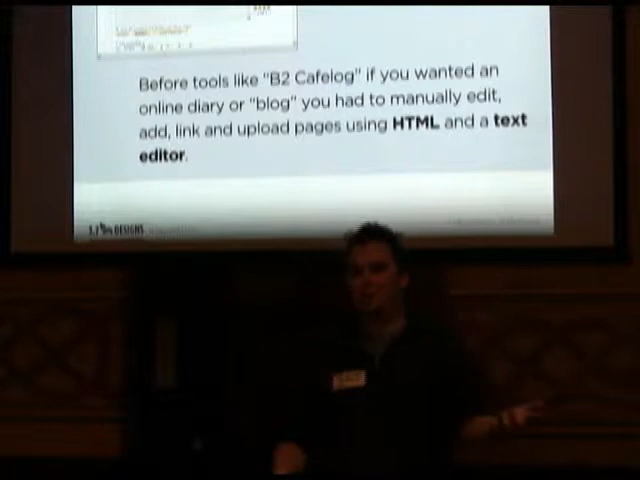 Before tools like "B2 Cafelog" if you wanted an
online diary or "blog" you had to manually edit,
add, link and upload pages using HTML and a text
editor.
DESIGNS